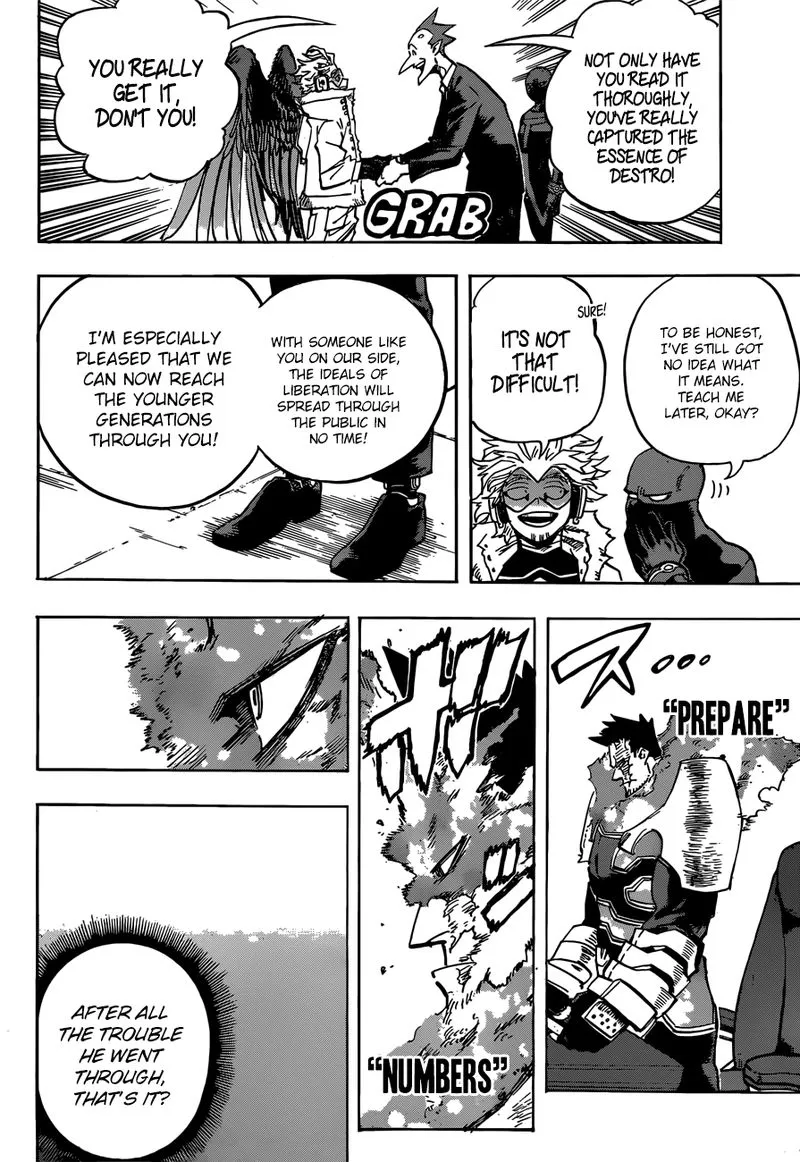 NOT ONLY HAVE
YOU READ IT
THOROUGHLY,
YOUVE REALLY
CAPTURED THE
ESSENCE OF
DESTRO!
YOU REALLY
GET IT,
DON'T YOU!
GRAB
TO BE HONEST,
I'VE STILL GOT
NO IDEA WHAT
IT MEANS.
TEACH ME
LATER, OKAY?
SURE!
IT'S NOT
THAT
DIFFICULT!
WITH SOMEONE LIKE
YOU ON OUR SIDE,
THE IDEALS OF
LIBERATION WILL
SPREAD THROUGH
THE PUBLIC IN
NO TIME!
I'M ESPECIALLY
PLEASED THAT WE
CAN NOW REACH
THE YOUNGER
GENERATIONS
THROUGH YOU!
ス...
"PREPARE"
"NUMBERS"
AFTER ALL
THE TROUBLE
HE WENT
THROUGH,
THAT'S IT?